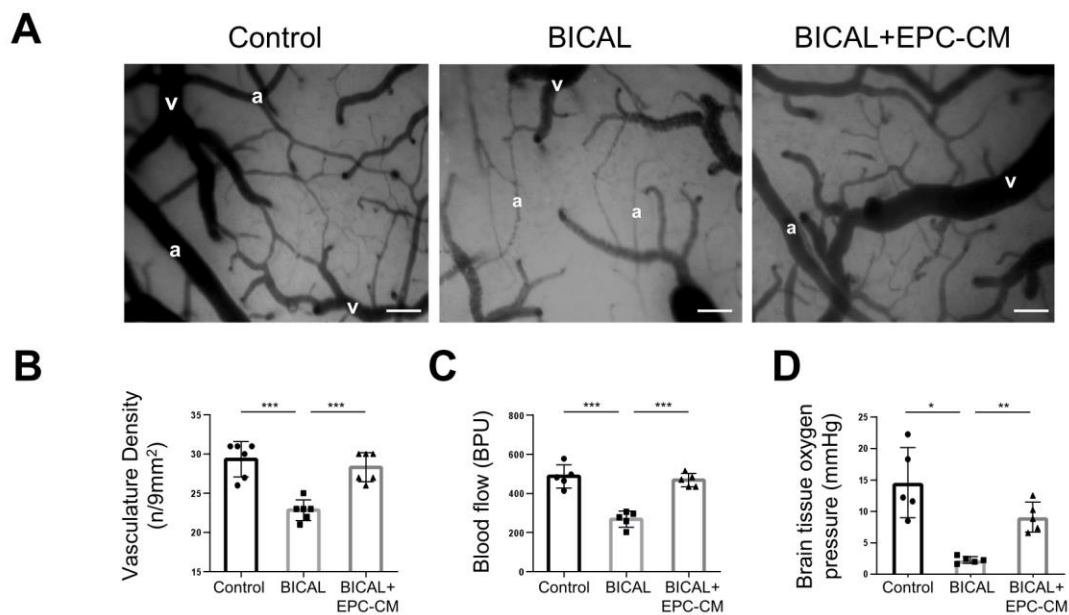 A
Control
BICAL
BICAL+EPC-CM
v
a
a
v
v
a
a
v
a
B
Vasculature Density
(n/9mm²)
35
30
25
20
15
***
***
Control
BICAL
BICAL+
EPC-CM
C
Blood flow (BPU)
800
600
400
200
0
***
***
Control
BICAL
BICAL+
EPC-CM
D
Brain tissue oxygen
pressure (mmHg)
25
20
15
10
5
0
*
**
Control
BICAL
BICAL+
EPC-CM